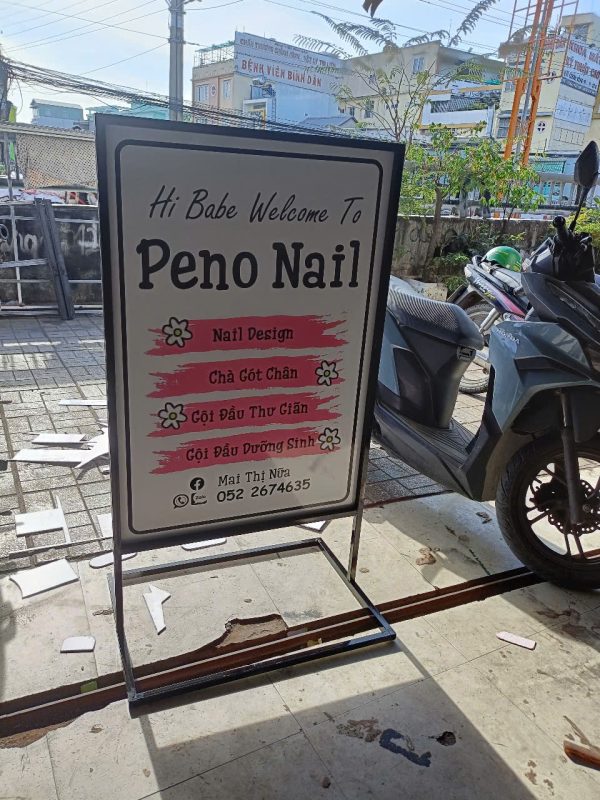 BỆNH VIỆN BÌNH DÂN
Hi Babe Welcome To
Peno Nail
Nail Design
Chà Gót Chân
Gội Đầu Thư Giãn
Gội Đầu Dưỡng Sinh
Mai Thị Nữa
Zalo
052 2674635